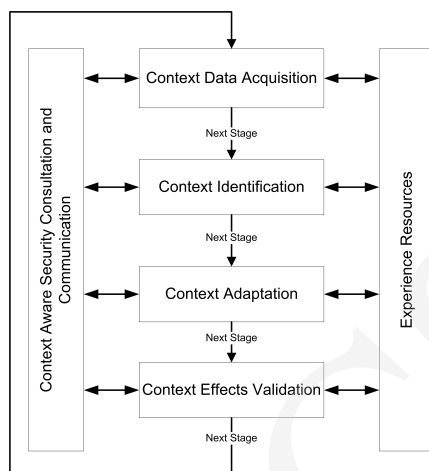 Context Data Acquisition
Next Stage
Context Identification
Next Stage
Context Adaptation
Next Stage
Context Effects Validation
Next Stage
Context Aware Security Consultation and
Communication
Experience Resources